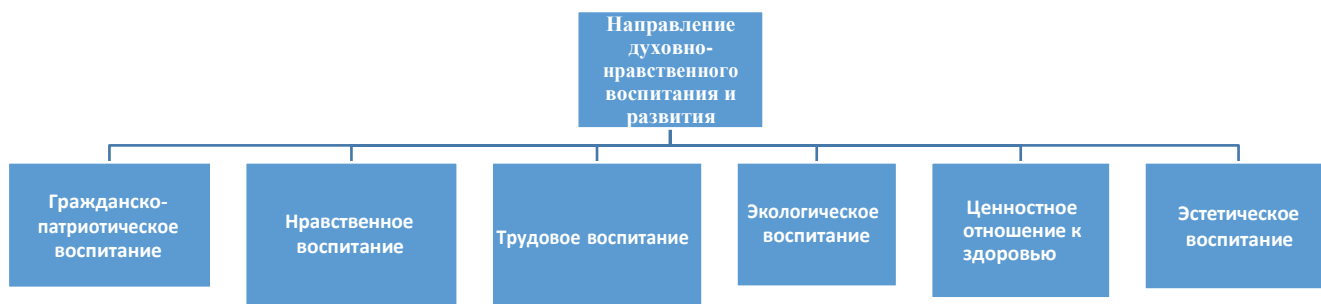 Направление
духовно-
нравственного
воспитания и
развития
Гражданско-
патриотическое
воспитание
Нравственное
воспитание
Трудовое воспитание
Экологическое
воспитание
Ценностное
отношение к
здоровью
Эстетическое
воспитание